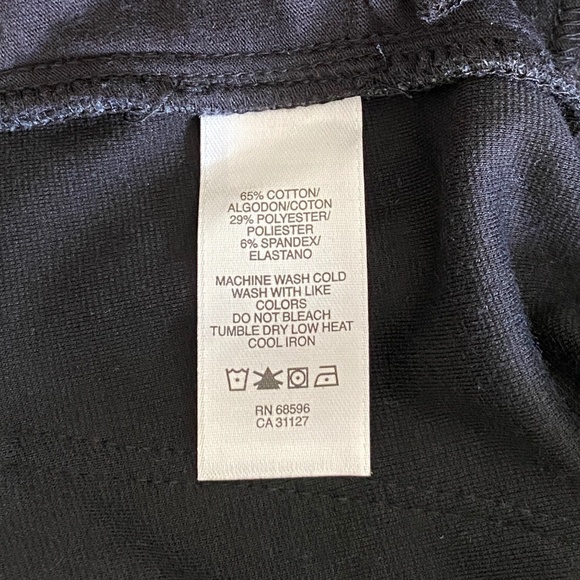 65% COTTON/
ALGODON/COTON
29% POLYESTER/
POLIESTER
6% SPANDEX/
ELASTANO
MACHINE WASH COLD
WASH WITH LIKE
COLORS
DO NOT BLEACH
TUMBLE DRY LOW HEAT
COOL IRON
RN 68596
CA 31127